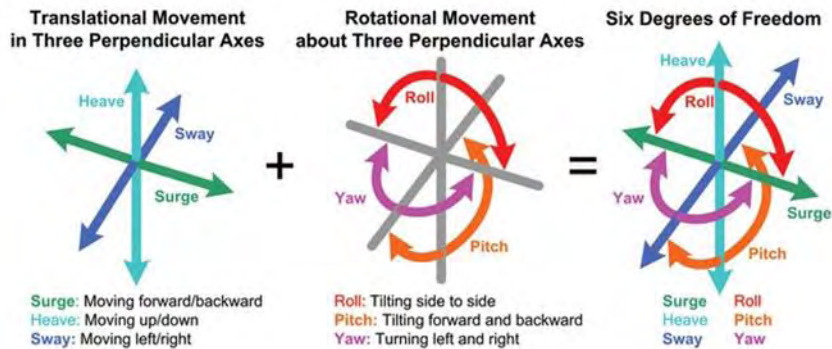 Translational Movement
in Three Perpendicular Axes
Heave
Sway
Surge
Surge: Moving forward/backward
Heave: Moving up/down
Sway: Moving left/right
+
Rotational Movement
about Three Perpendicular Axes
Roll
Yaw
Pitch
Roll: Tilting side to side
Pitch: Tilting forward and backward
Yaw: Turning left and right
=
Six Degrees of Freedom
Heave
Sway
Roll
Yaw
Surge
Pitch
Surge Roll
Heave Pitch
Sway Yaw